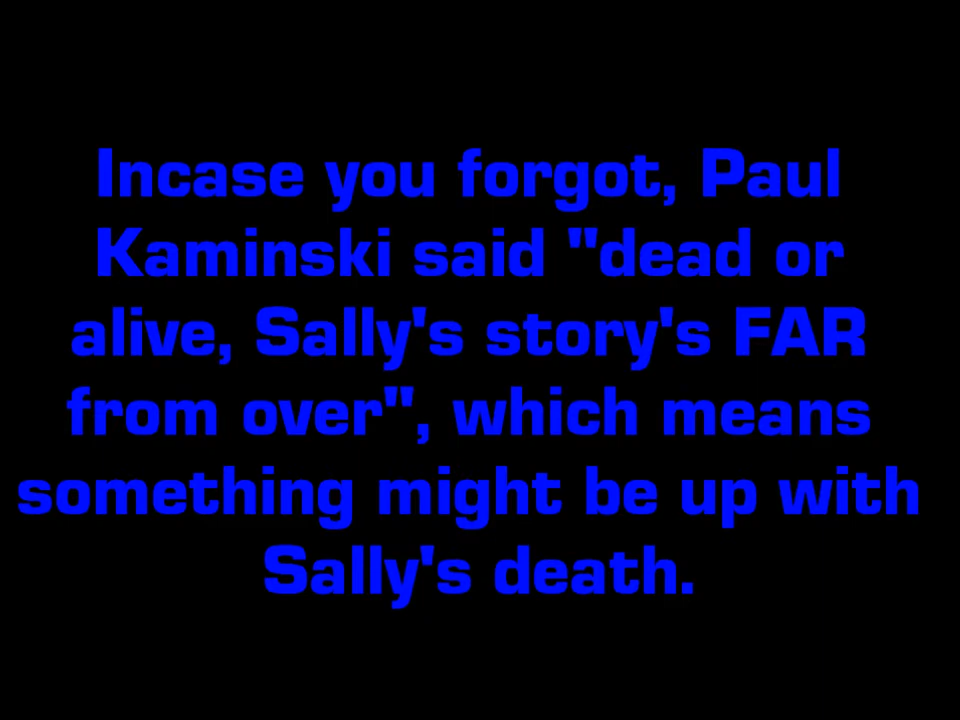 Incase you forgot, Paul
Kaminski said "dead or
alive, Sally's story's FAR
from over", which means
something might be up with
Sally's death.